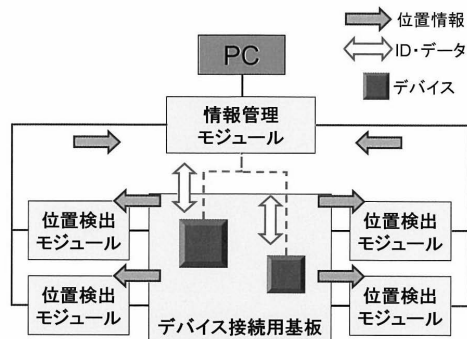 位置情報
ID・データ
デバイス
PC
情報管理
モジュール
位置検出
モジュール
位置検出
モジュール
位置検出
モジュール
位置検出
モジュール
デバイス接続用基板